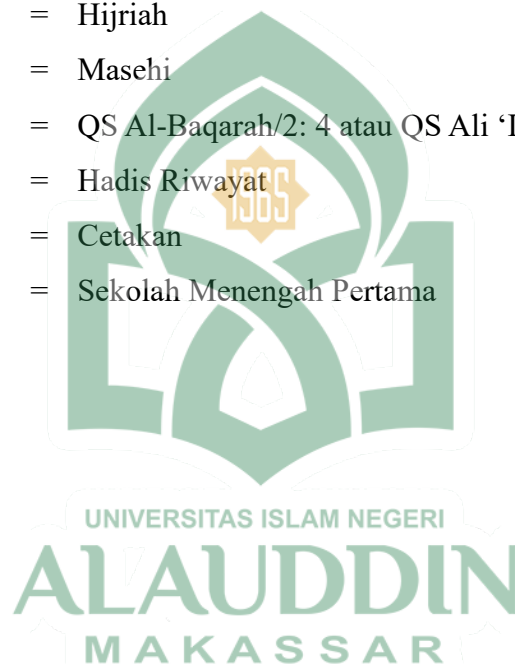 = Hijriah
= Masehi
= QS Al-Baqarah/2: 4 atau QS Ali ‘I
= Hadis Riwayat
1965
= Cetakan
= Sekolah Menengah Pertama
UNIVERSITAS ISLAM NEGERI
ALAUDDIN
MAKASSAR